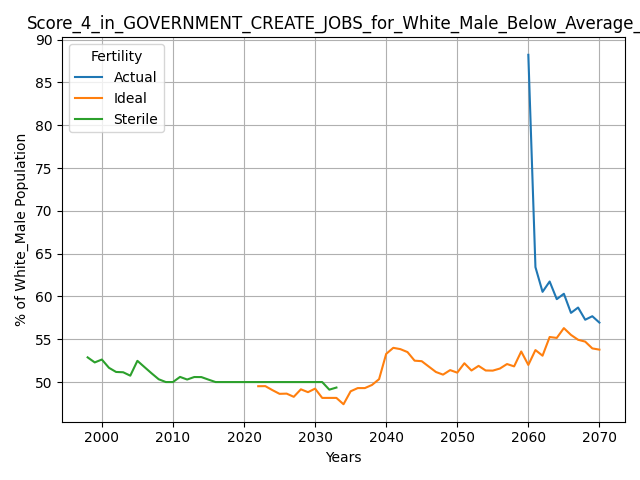 Score_4_in_GOVERNMENT_CREATE_JOBS_for_White_Male_Below_Average_
90
85
80
75
70
65
60
55
50
% of White_Male Population
Fertility
Actual
Ideal
Sterile
2000 2010 2020 2030 2040 2050 2060 2070
Years